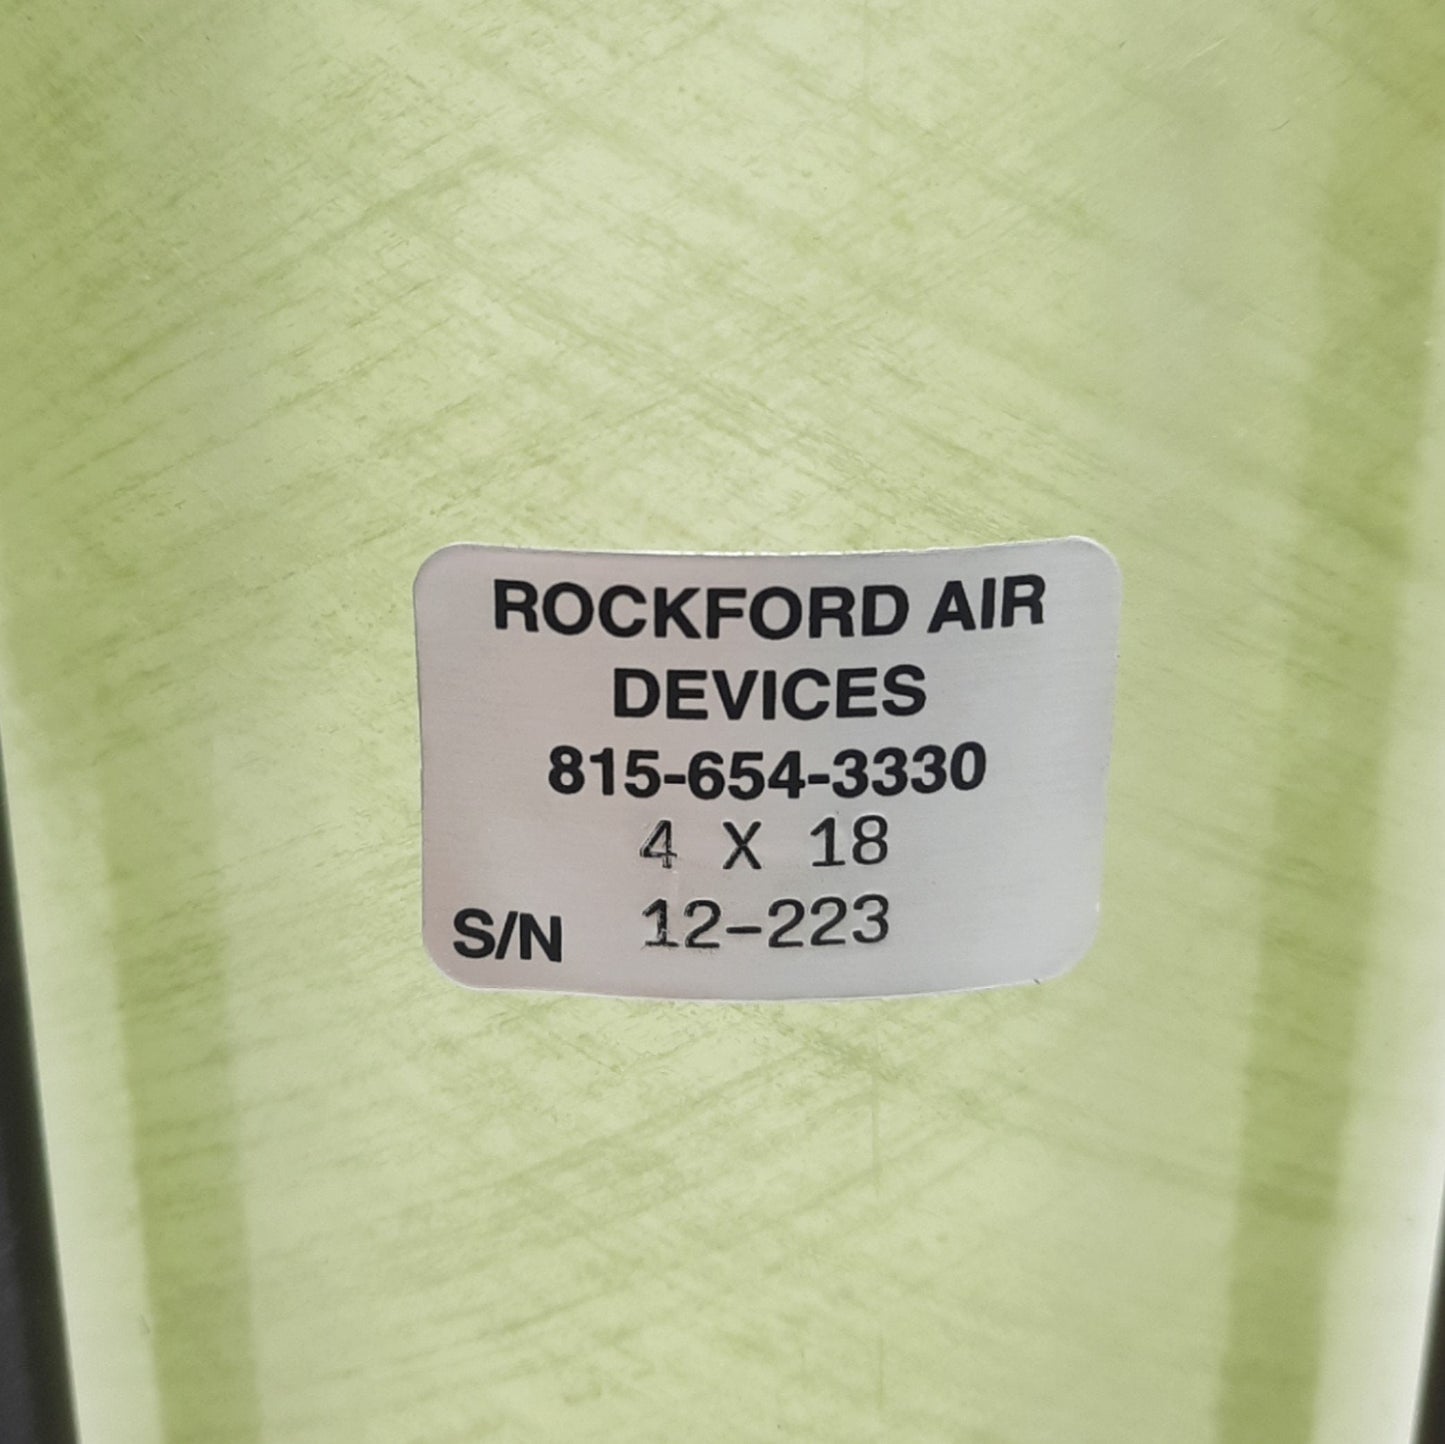 ROCKFORD AIR
DEVICES
815-654-3330
4 X 18
S/N 12-223